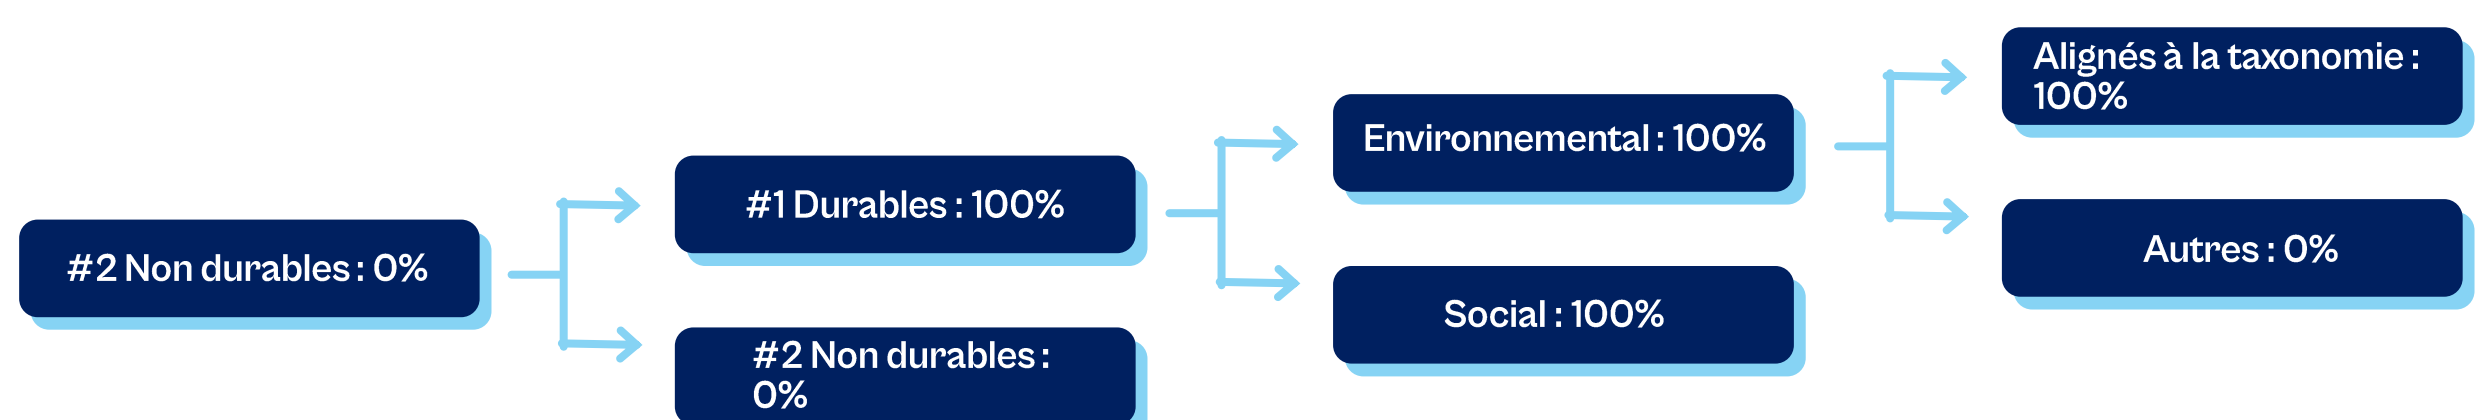 #2 Non durables : 0%
#1 Durables : 100%
#2 Non durables :
0%
Environnemental : 100%
Social : 100%
Alignés à la taxonomie :
100%
Autres : 0%